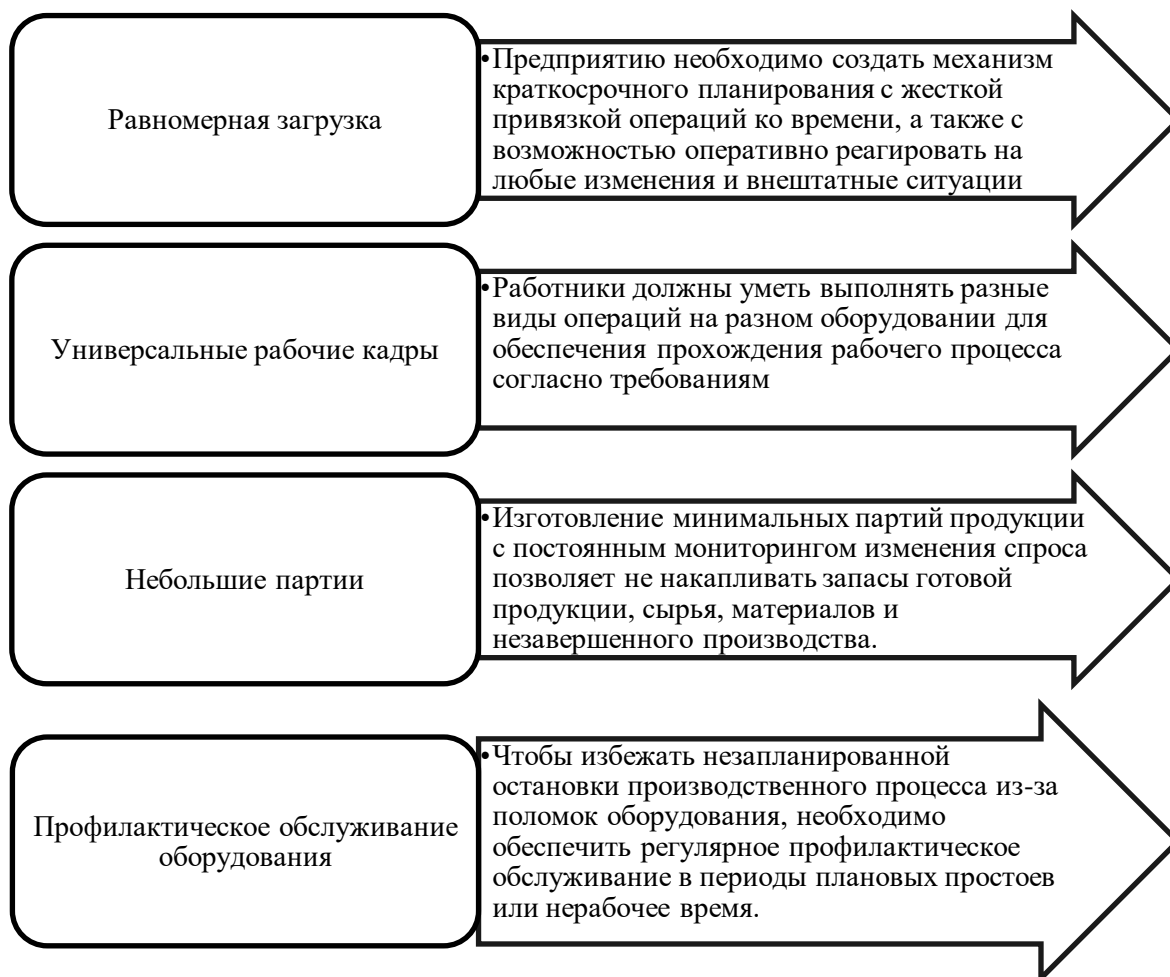 Равномерная загрузка
•Предприятию необходимо создать механизм
краткосрочного планирования с жесткой
привязкой операций ко времени, а также с
возможностью оперативно реагировать на
любые изменения и внештатные ситуации
Универсальные рабочие кадры
•Работники должны уметь выполнять разные
виды операций на разном оборудовании для
обеспечения прохождения рабочего процесса
согласно требованиям
Небольшие партии
•Изготовление минимальных партий продукции
с постоянным мониторингом изменения спроса
позволяет не накапливать запасы готовой
продукции, сырья, материалов и
незавершенного производства.
Профилактическое обслуживание
оборудования
•Чтобы избежать незапланированной
остановки производственного процесса из-за
поломок оборудования, необходимо
обеспечить регулярное профилактическое
обслуживание в периоды плановых простоев
или нерабочее время.